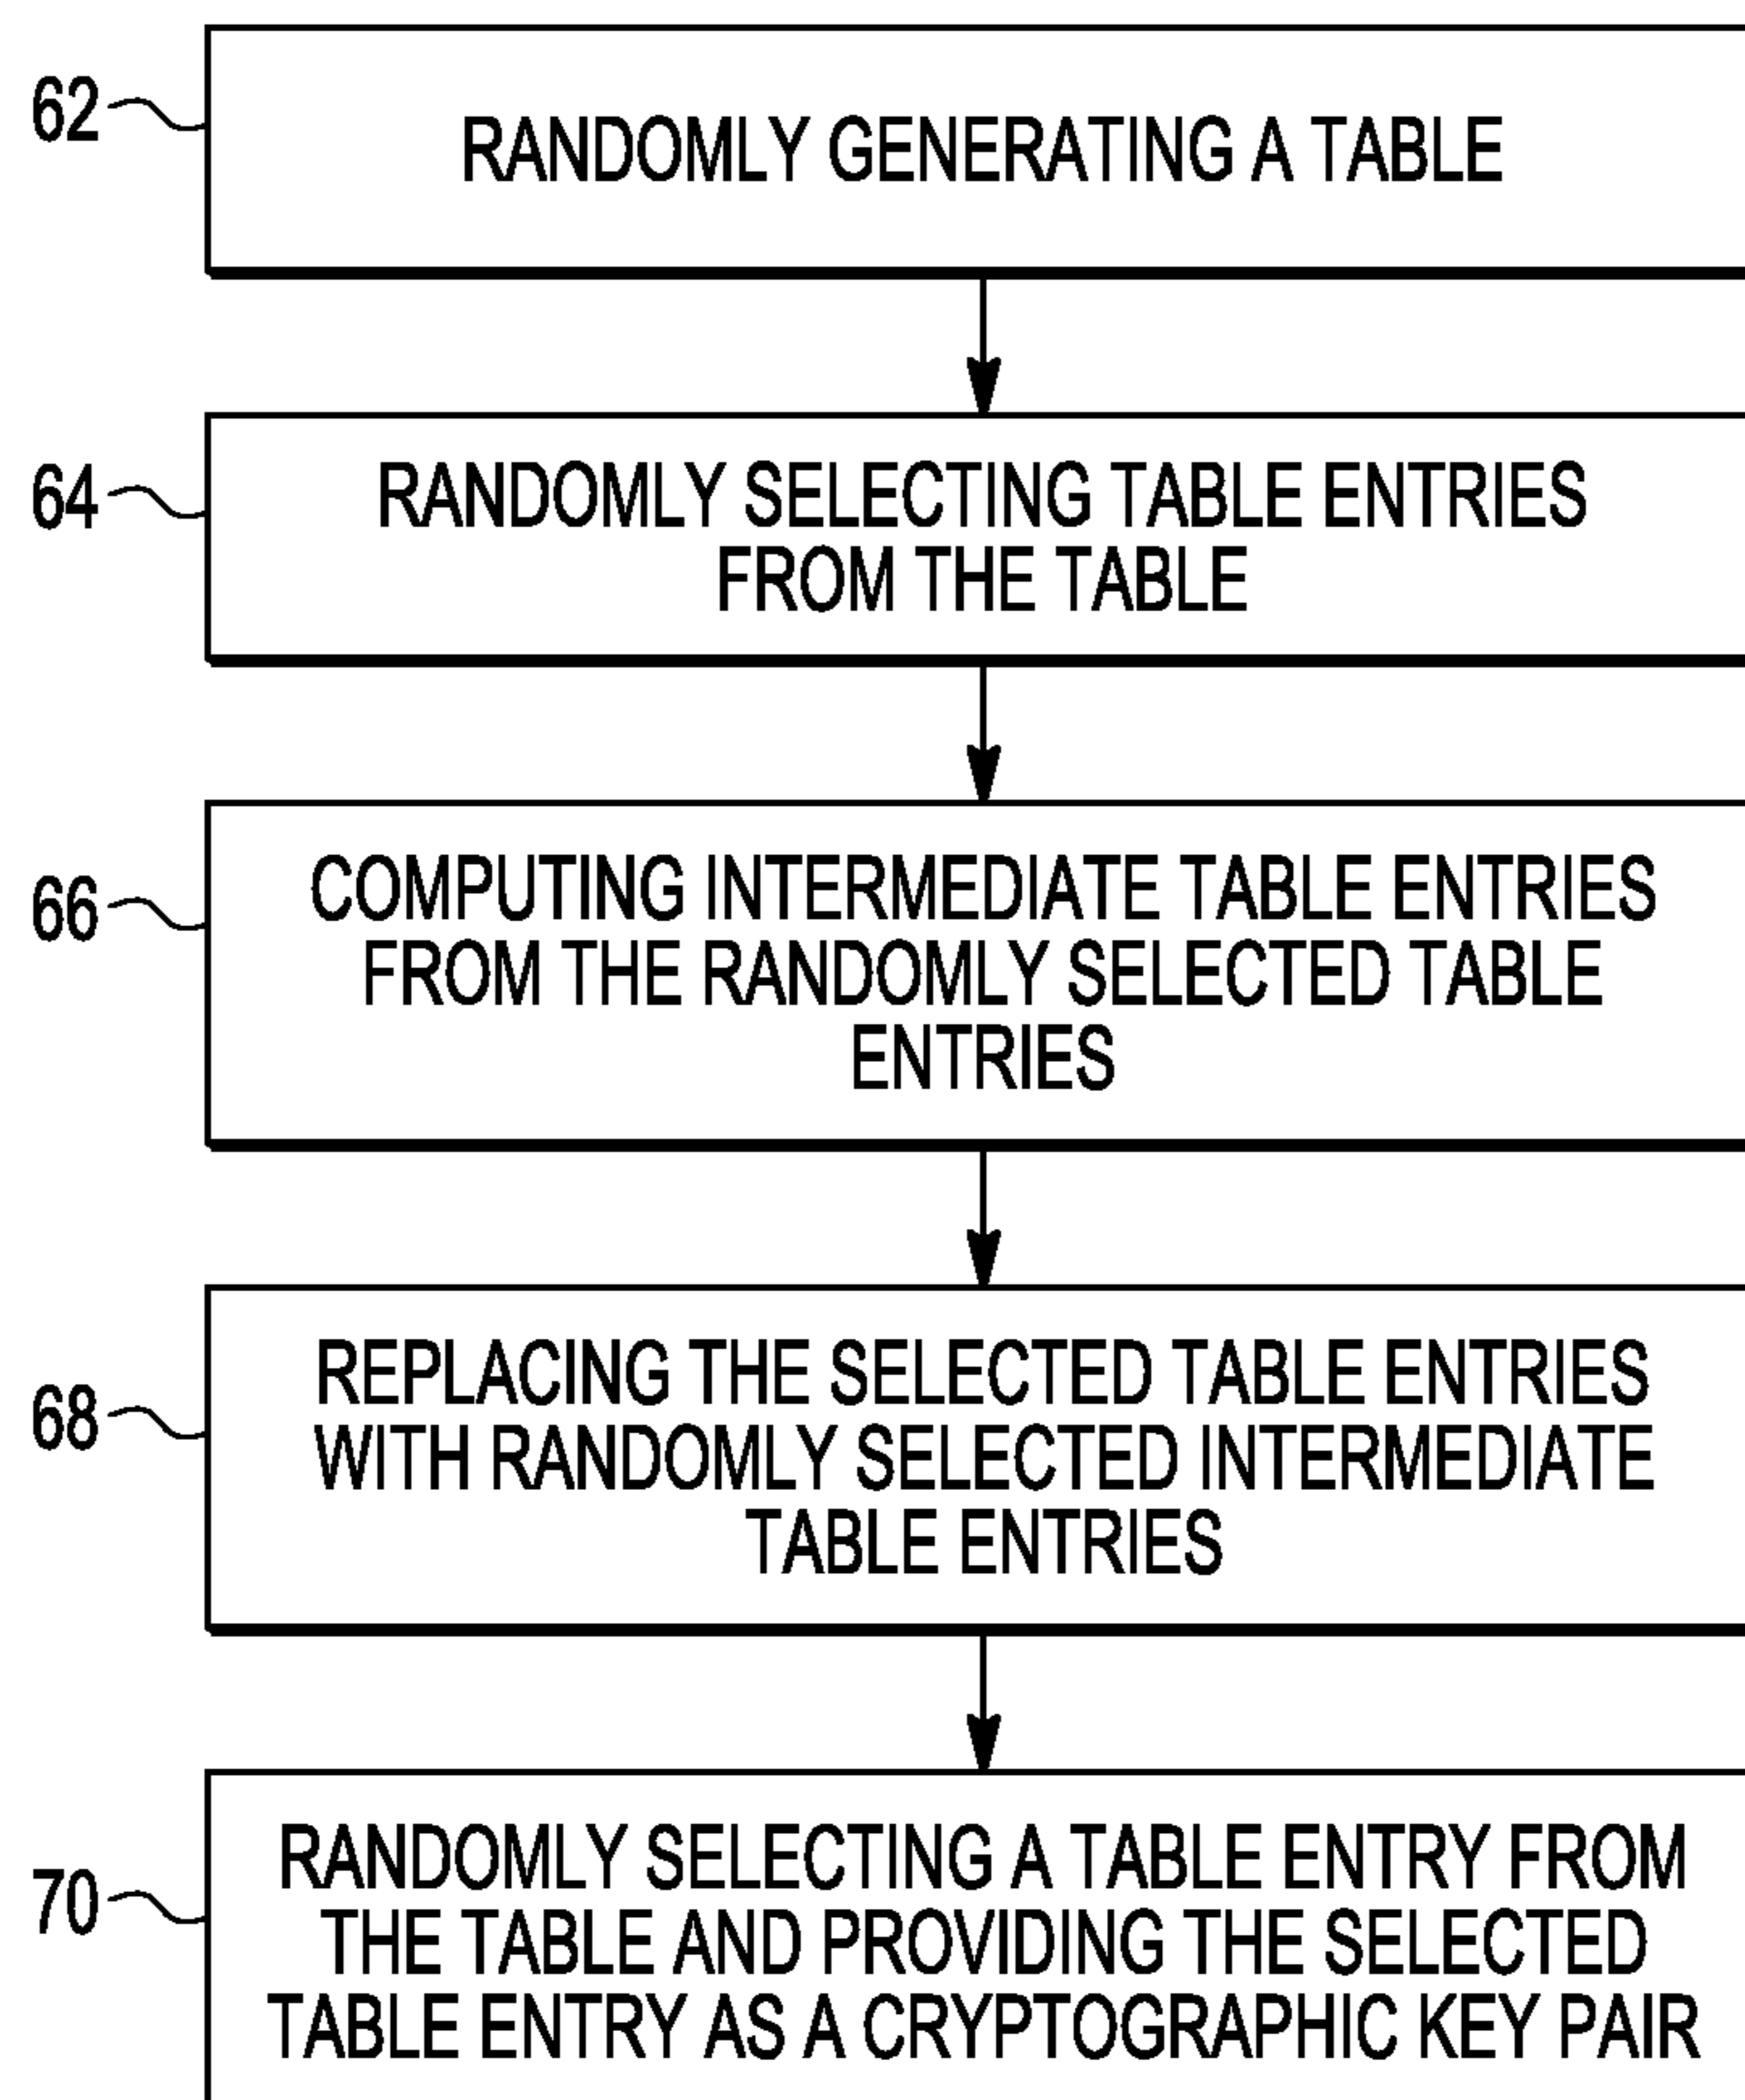 62
RANDOMLY GENERATING A TABLE
64
RANDOMLY SELECTING TABLE ENTRIES
FROM THE TABLE
66
COMPUTING INTERMEDIATE TABLE ENTRIES
FROM THE RANDOMLY SELECTED TABLE
ENTRIES
68
REPLACING THE SELECTED TABLE ENTRIES
WITH RANDOMLY SELECTED INTERMEDIATE
TABLE ENTRIES
70
RANDOMLY SELECTING A TABLE ENTRY FROM
THE TABLE AND PROVIDING THE SELECTED
TABLE ENTRY AS A CRYPTOGRAPHIC KEY PAIR